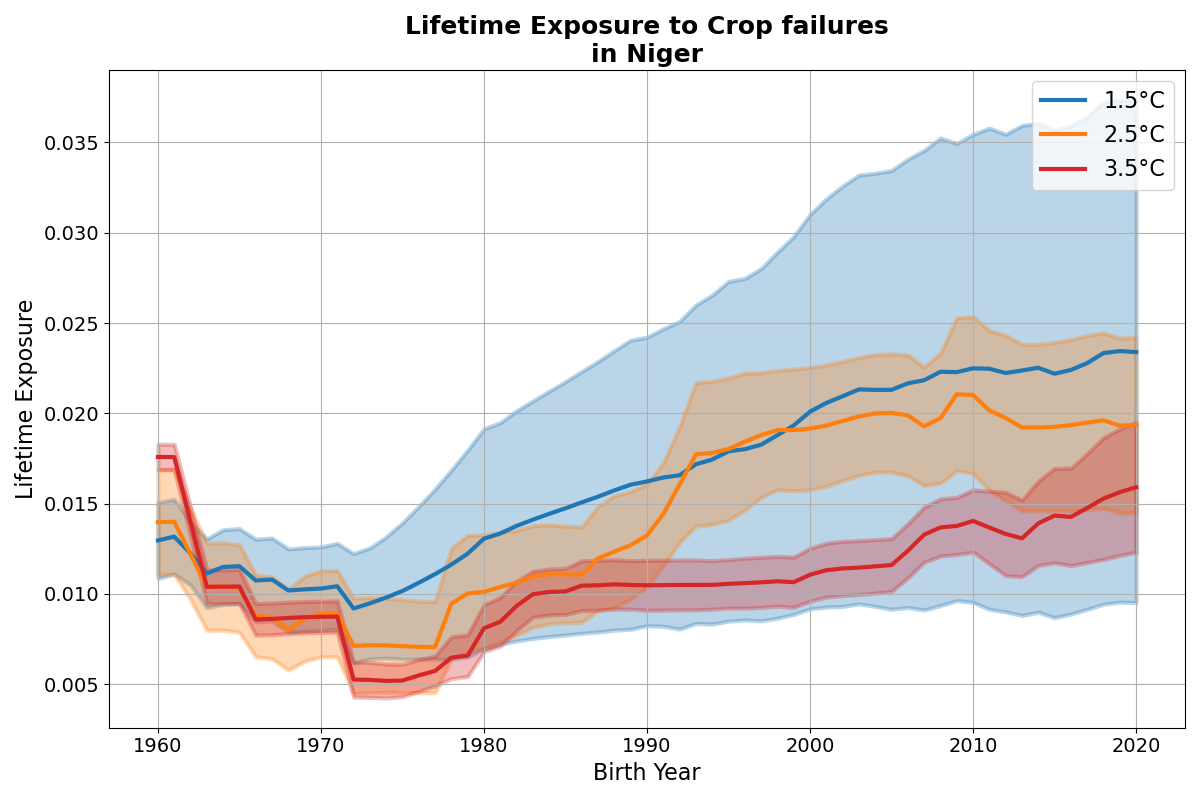 Lifetime Exposure to Crop failures
in Niger
1.5°C
2.5°C
3.5°C
Lifetime Exposure
0.035
0.030
0.025
0.020
0.015
0.010
0.005
1960 1970 1980 1990 2000 2010 2020
Birth Year